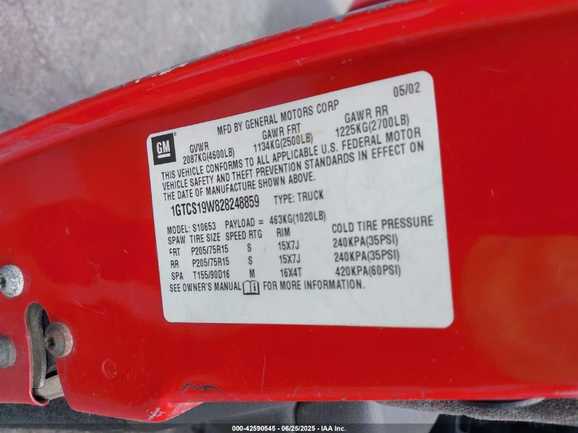 MFD BY GENERAL MOTORS CORP 05/02
GM GVWR GAWR FRT GAWR RR
2087KG(4600LB) 1134KG(2500LB) 1225KG(2700LB)
THIS VEHICLE CONFORMS TO ALL APPLICABLE U.S. FEDERAL MOTOR
VEHICLE SAFETY AND THEFT PREVENTION STANDARDS IN EFFECT ON
THE DATE OF MANUFACTURE SHOWN ABOVE.
1GTCS19W828248859 TYPE: TRUCK
MODEL: S10653 PAYLOAD = 463KG(1020LB)
SPAW TIRE SIZE SPEED RTG RIM COLD TIRE PRESSURE
FRT P205/75R15 S 15X7J 240KPA(35PSI)
RR P205/75R15 S 15X7J 240KPA(35PSI)
SPA T155/90D16 M 16X4T 420KPA(60PSI)
SEE OWNER'S MANUAL FOR MORE INFORMATION.
000-42590545 - 06/25/2025 - IAA Inc.